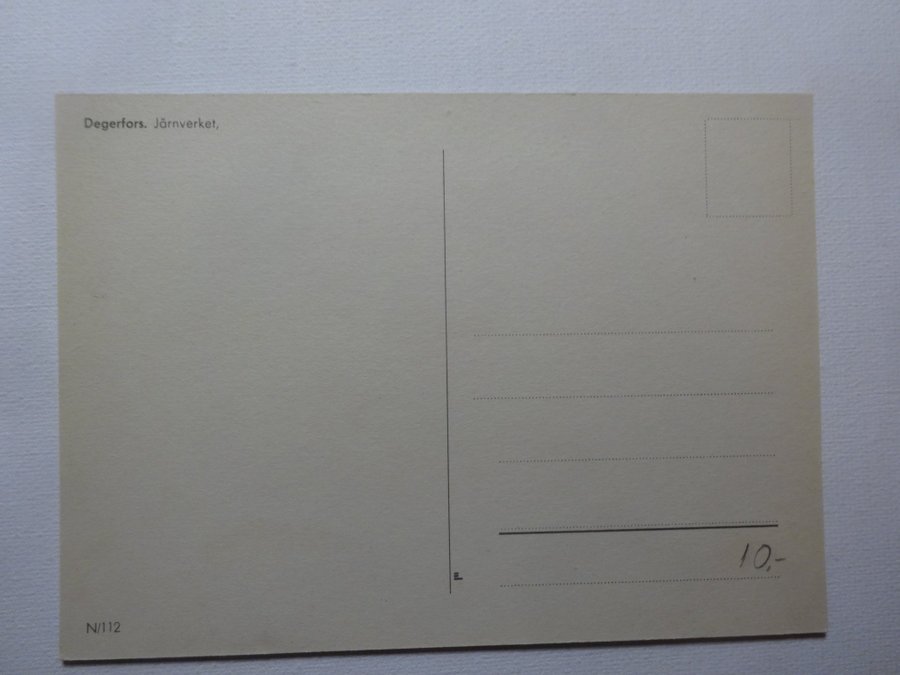 Degerfors. Järnverket,
10,-
N/112